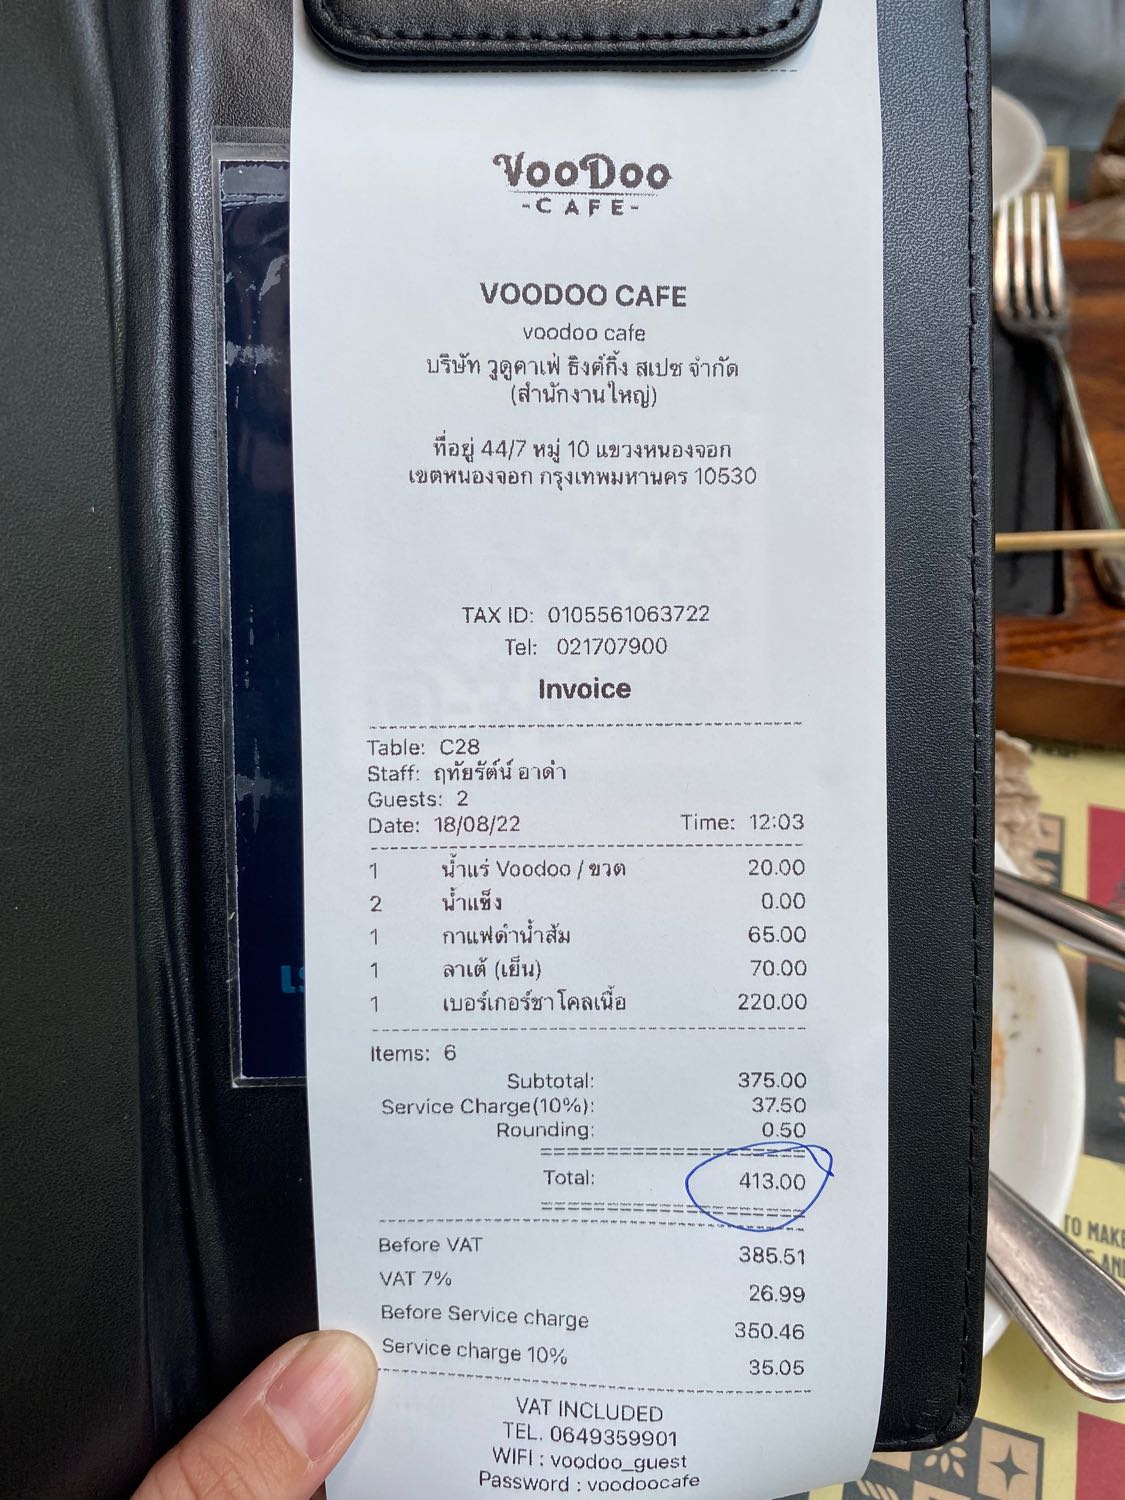 VooDoo
-CAFE-
VOODOO CAFE
voodoo cafe
บริษัท วูดูคาเฟ่ ธิงค์กิ้ง สเปซ จำกัด
(สำนักงานใหญ่)
ที่อยู่ 44/7 หมู่ 10 แขวงหนองจอก
เขตหนองจอก กรุงเทพมหานคร 10530
TAX ID: 0105561063722
Tel: 021707900
Invoice
Table: C28
Staff: ฤทัยรัตน์ อาดำ
Guests: 2
Date: 18/08/22 Time: 12:03
1 น้ำแร่ Voodoo / ขวด 20.00
2 น้ำแข็ง 0.00
1 กาแฟดำน้ำส้ม 65.00
1 ลาเต้ (เย็น) 70.00
1 เบอร์เกอร์ชาโคลเนื้อ 220.00
Items: 6
Subtotal: 375.00
Service Charge(10%): 37.50
Rounding: 0.50
Total: 413.00
Before VAT 385.51
VAT 7% 26.99
Before Service charge 350.46
Service charge 10% 35.05
VAT INCLUDED
TEL. 0649359901
WIFI : voodoo_guest
Password : voodoocafe
TO MAKE